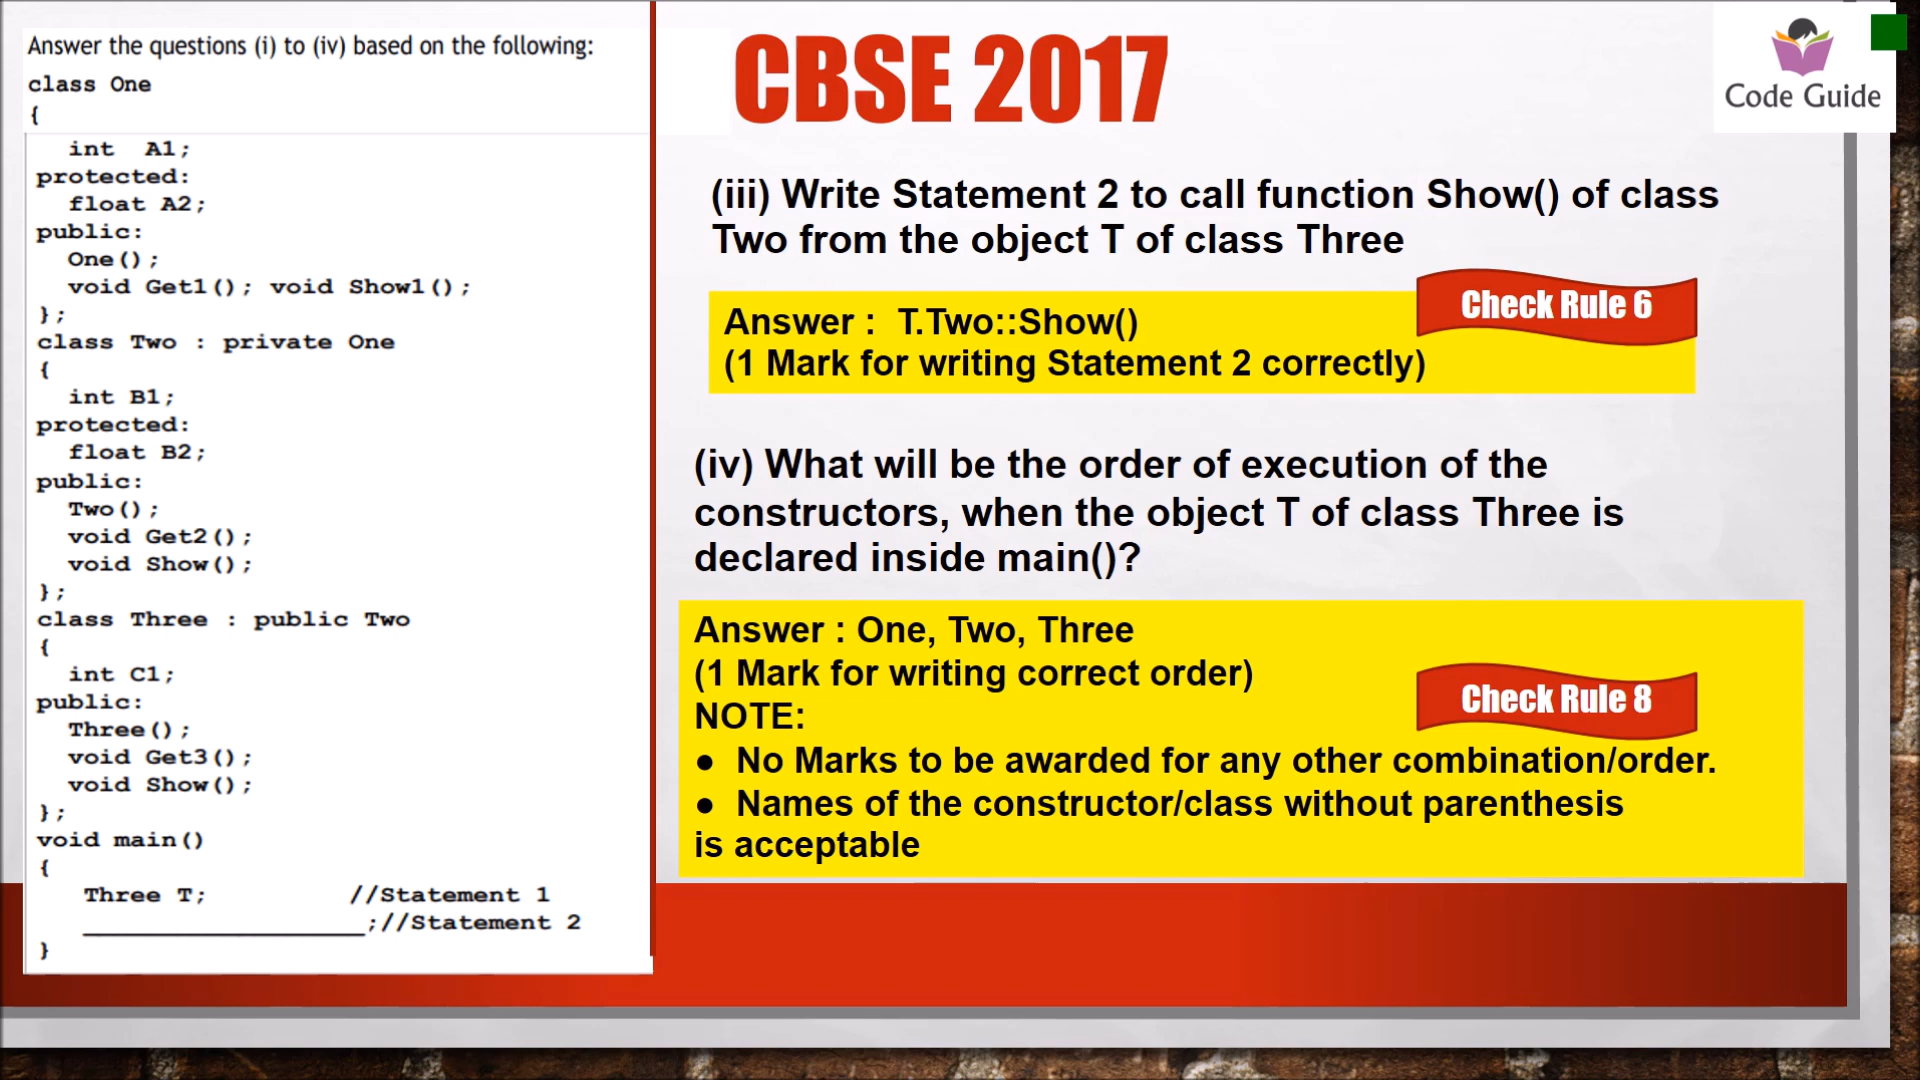 Answer the questions (i) to (iv) based on the following:
class One
{
int A1;
protected:
float A2;
public:
One();
void Get1(); void Show1();
};
class Two : private One
{
int B1;
protected:
float B2;
public:
Two();
void Get2();
void Show();
};
class Three : public Two
{
int C1;
public:
Three();
void Get3();
void Show();
};
void main()
{
Three T; //Statement 1
__________________;//Statement 2
}
CBSE 2017
Code Guide
(iii) Write Statement 2 to call function Show() of class
Two from the object T of class Three
Check Rule 6
Answer : T.Two::Show()
(1 Mark for writing Statement 2 correctly)
(iv) What will be the order of execution of the
constructors, when the object T of class Three is
declared inside main()?
Answer : One, Two, Three
(1 Mark for writing correct order)
Check Rule 8
NOTE:
● No Marks to be awarded for any other combination/order.
● Names of the constructor/class without parenthesis
is acceptable